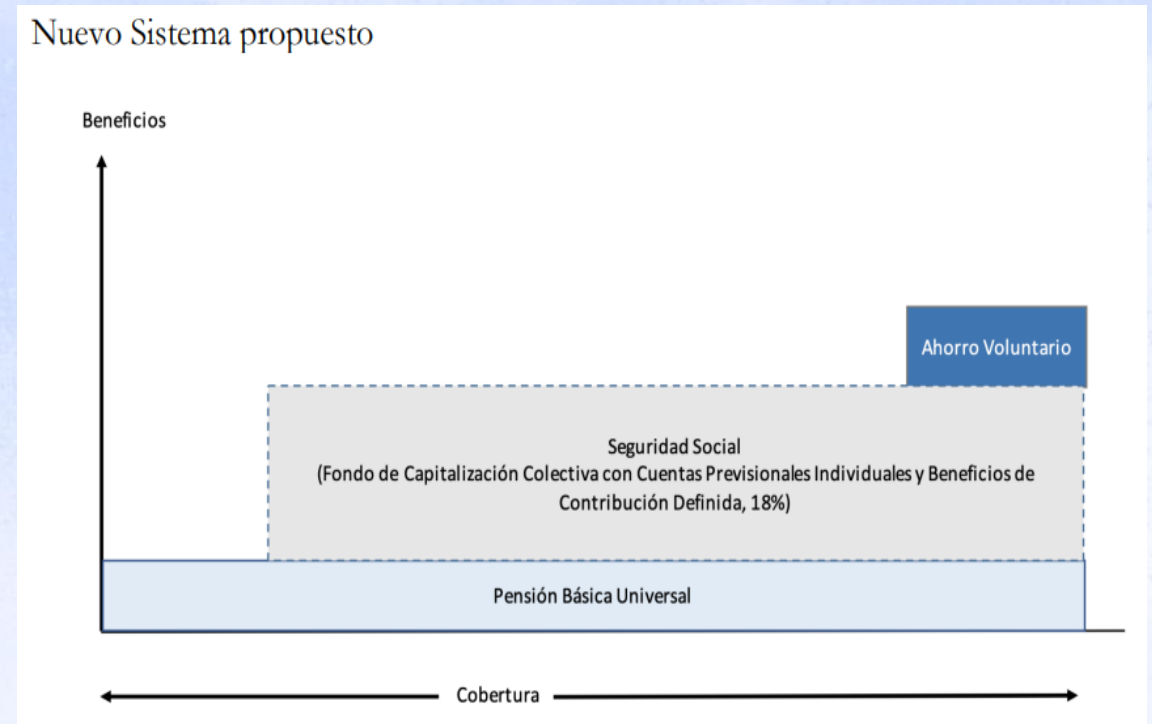 Nuevo Sistema propuesto
Beneficios
Ahorro Voluntario
Seguridad Social
(Fondo de Capitalización Colectiva con Cuentas Previsionales Individuales y Beneficios de
Contribución Definida, 18%)
Pensión Básica Universal
Cobertura